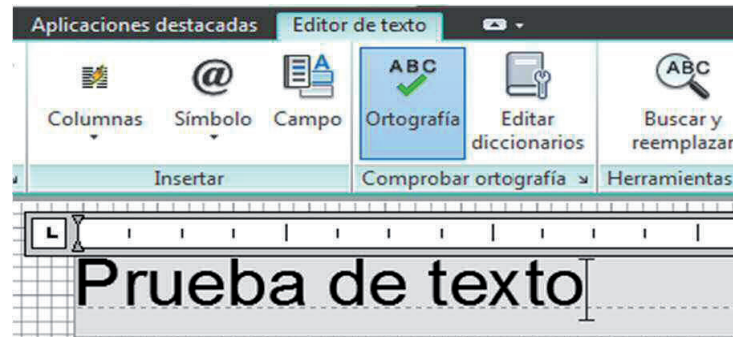 Aplicaciones destacadas Editor de texto
ABC ABC
Columnas Símbolo Campo Ortografía Editar diccionarios Buscar y reemplazar
Insertar Comprobar ortografía Herramientas
L
Prueba de texto